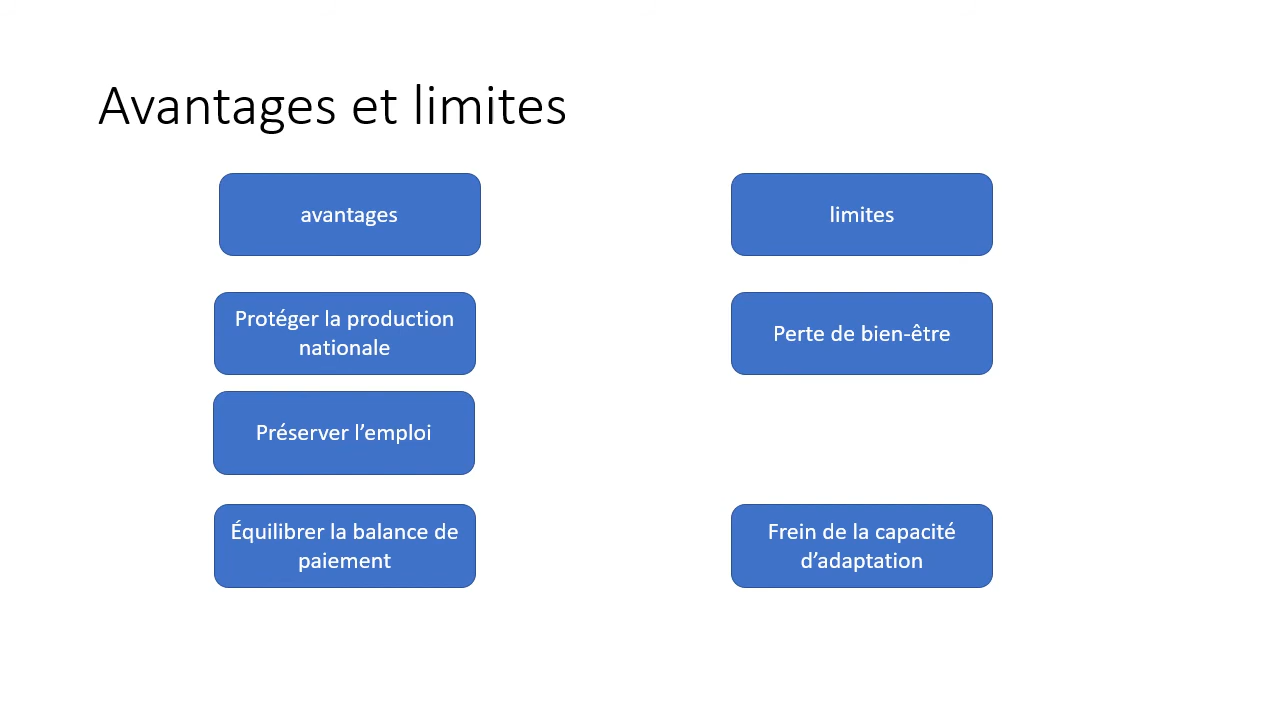 Avantages et limites
avantages
limites
Protéger la production
nationale
Perte de bien-être
Préserver l’emploi
Équilibrer la balance de
paiement
Frein de la capacité
d’adaptation